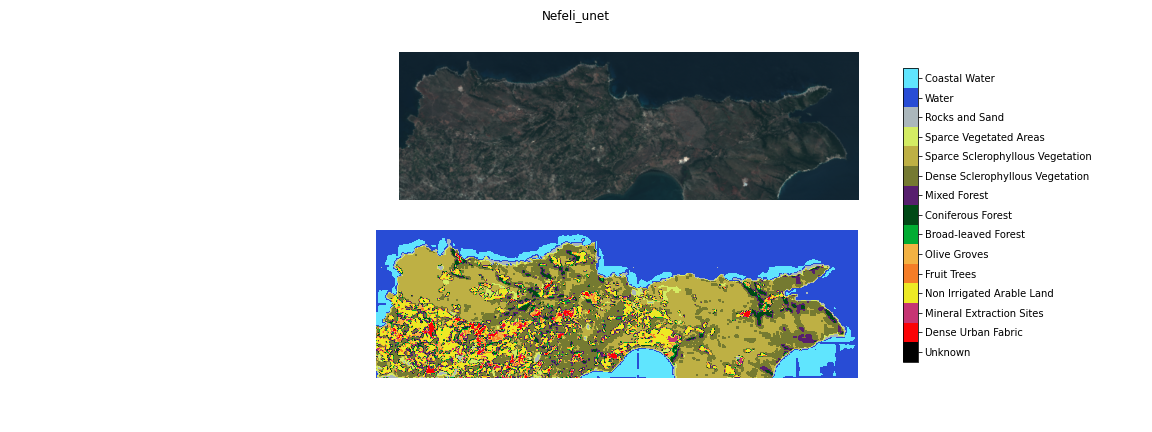 Nefeli_unet
Coastal Water
Water
Rocks and Sand
Sparce Vegetated Areas
Sparce Sclerophyllous Vegetation
Dense Sclerophyllous Vegetation
Mixed Forest
Coniferous Forest
Broad-leaved Forest
Olive Groves
Fruit Trees
Non Irrigated Arable Land
Mineral Extraction Sites
Dense Urban Fabric
Unknown